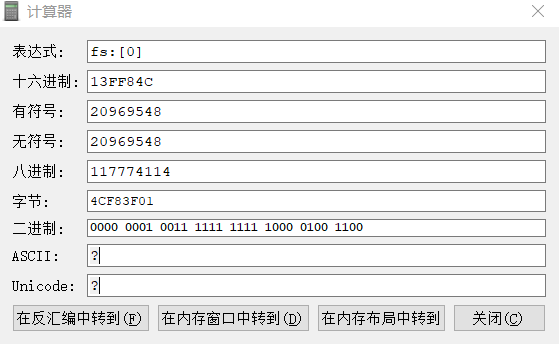 计算器
表达式: fs:[0]
十六进制: 13FF84C
有符号: 20969548
无符号: 20969548
八进制: 117774114
字节: 4CF83F01
二进制: 0000 0001 0011 1111 1111 1000 0100 1100
ASCII: ?
Unicode: ?
在反汇编中转到(F) 在内存窗口中转到(D) 在内存布局中转到 关闭(C)